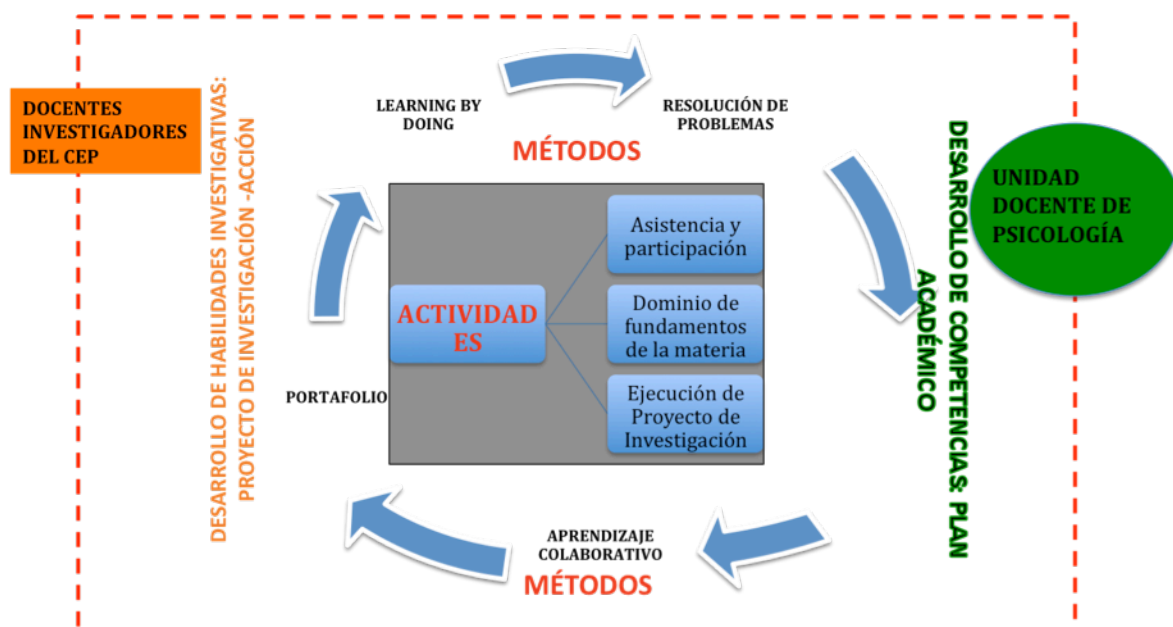 DOCENTES
INVESTIGADORES
DEL CEP
DESARROLLO DE HABILIDADES INVESTIGATIVAS:
PROYECTO DE INVESTIGACIÓN -ACCIÓN
LEARNING BY
DOING
RESOLUCIÓN DE
PROBLEMAS
MÉTODOS
ACTIVIDAD
ES
Asistencia y
participación
Dominio de
fundamentos
de la materia
Ejecución de
Proyecto de
Investigación
PORTAFOLIO
APRENDIZAJE
COLABORATIVO
MÉTODOS
DESARROLLO DE COMPETENCIAS: PLAN
ACADÉMICO
UNIDAD
DOCENTE DE
PSICOLOGÍA